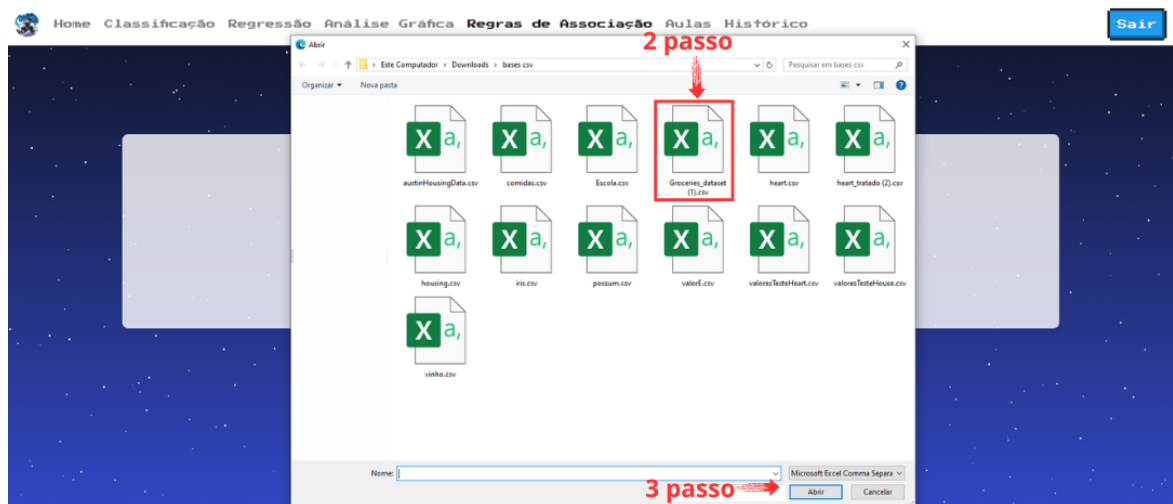 Home Classificação Regressão Análise Gráfica Regras de Associação Aulas Histórico Sair
Abrir
2 passo
Este Computador > Downloads > bases csv
Pesquisar em bases csv
Organizar Nova pasta
X a, X a, X a, X a, X a, X a,
austinHousingData.csv comidas.csv Escola.csv Groceries_dataset heart.csv heart_tratado (2).csv
(1).csv
X a, X a, X a, X a, X a, X a,
housing.csv iris.csv possum.csv valorE.csv valoresTesteHeart.csv valoresTesteHouse.csv
X a,
vinho.csv
Nome: Microsoft Excel Comma Separa
3 passo Abrir Cancelar